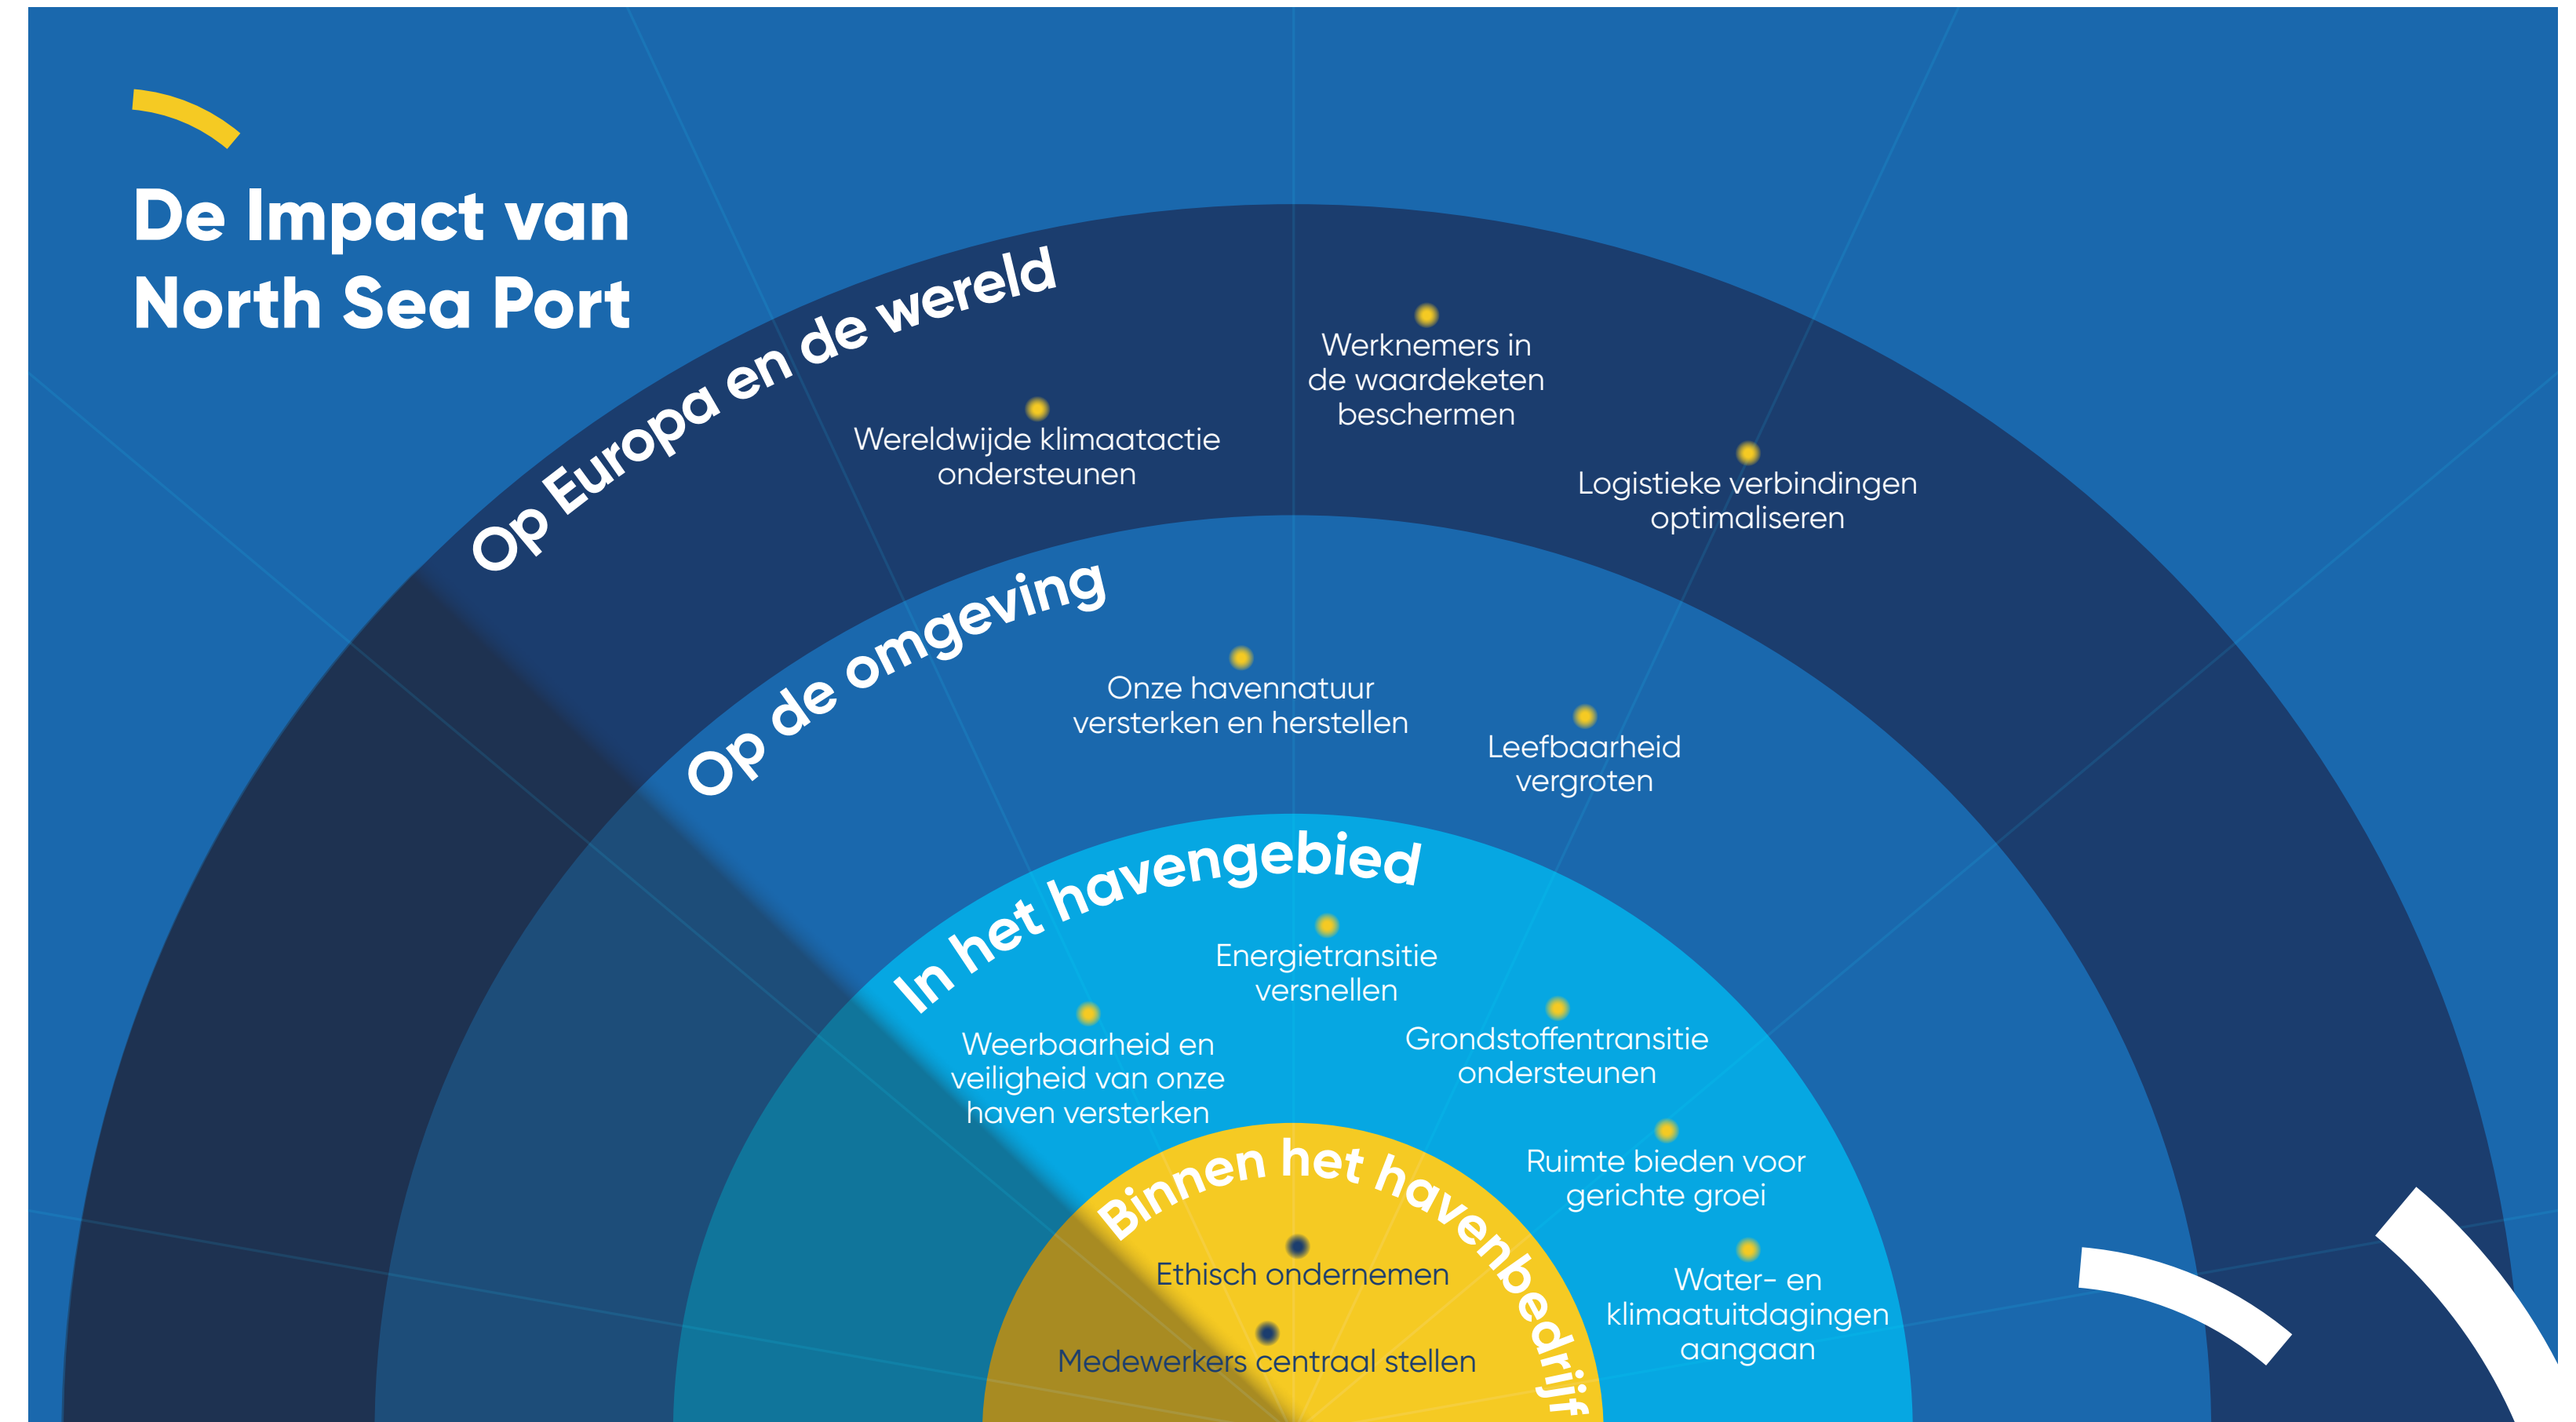 De Impact van
North Sea Port
Op Europa en de wereld
Werknemers in
de waardeketen
beschermen
Wereldwijde klimaatactie
ondersteunen
Logistieke verbindingen
optimaliseren
Op de omgeving
Onze havennatuur
versterken en herstellen
Leefbaarheid
vergroten
In het havengebied
Energietransitie
versnellen
Weerbaarheid en
veiligheid van onze
haven versterken
Grondstoffentransitie
ondersteunen
Ruimte bieden voor
gerichte groei
Water- en
klimaatuitdagingen
aangaan
Binnen het havenbedrijf
Ethisch ondernemen
Medewerkers centraal stellen